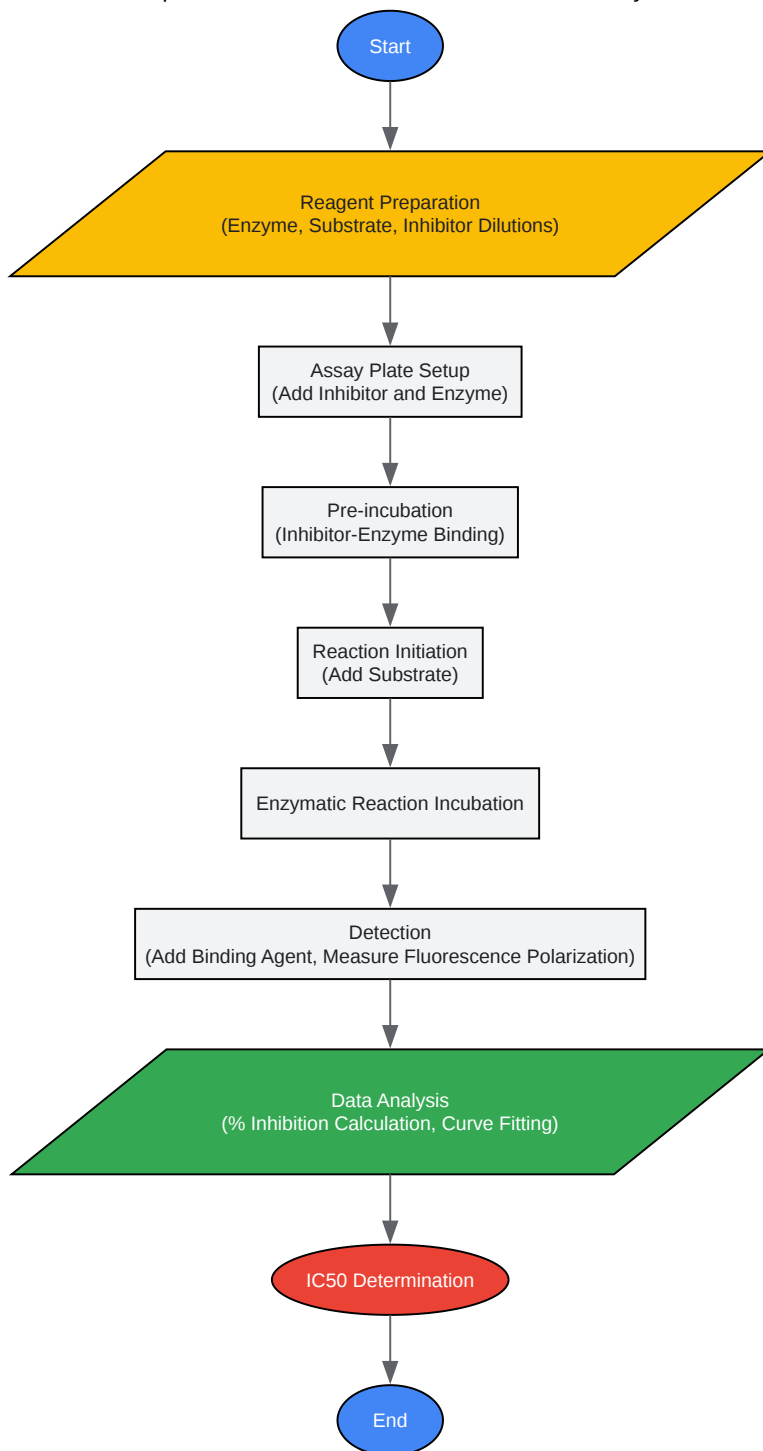 Start
Reagent Preparation
(Enzyme, Substrate, Inhibitor Dilutions)
Assay Plate Setup
(Add Inhibitor and Enzyme)
Pre-incubation
(Inhibitor-Enzyme Binding)
Reaction Initiation
(Add Substrate)
Enzymatic Reaction Incubation
Detection
(Add Binding Agent, Measure Fluorescence Polarization)
Data Analysis
(% Inhibition Calculation, Curve Fitting)
IC50 Determination
End